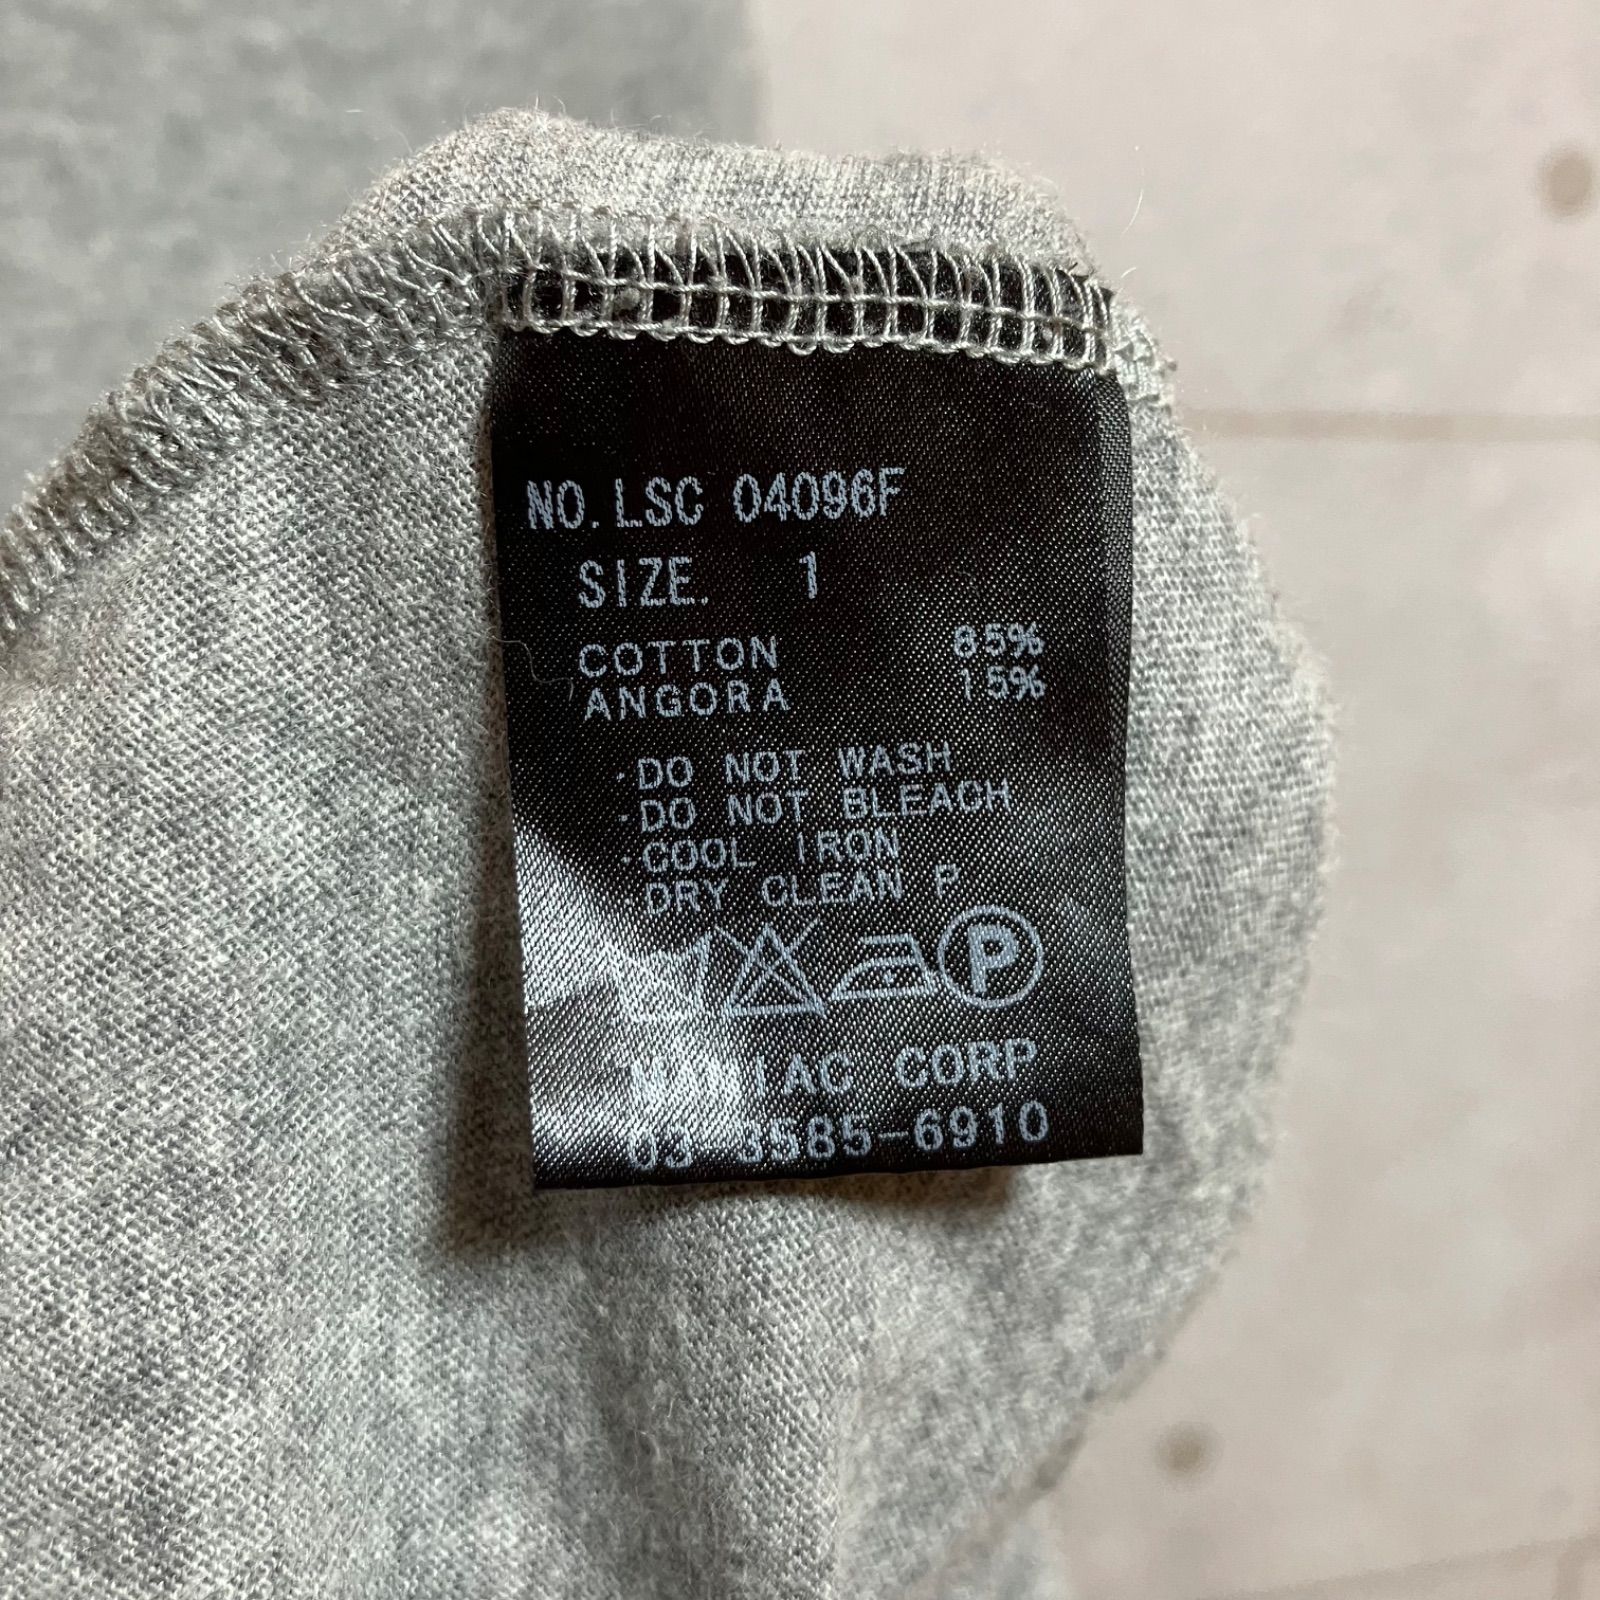 NO. LSC 04096F
SIZE. 1
COTTON 85%
ANGORA 15%
·DO NOT WASH
·DO NOT BLEACH
·COOL IRON
·DRY CLEAN P
P
CORP
03 3585-6910